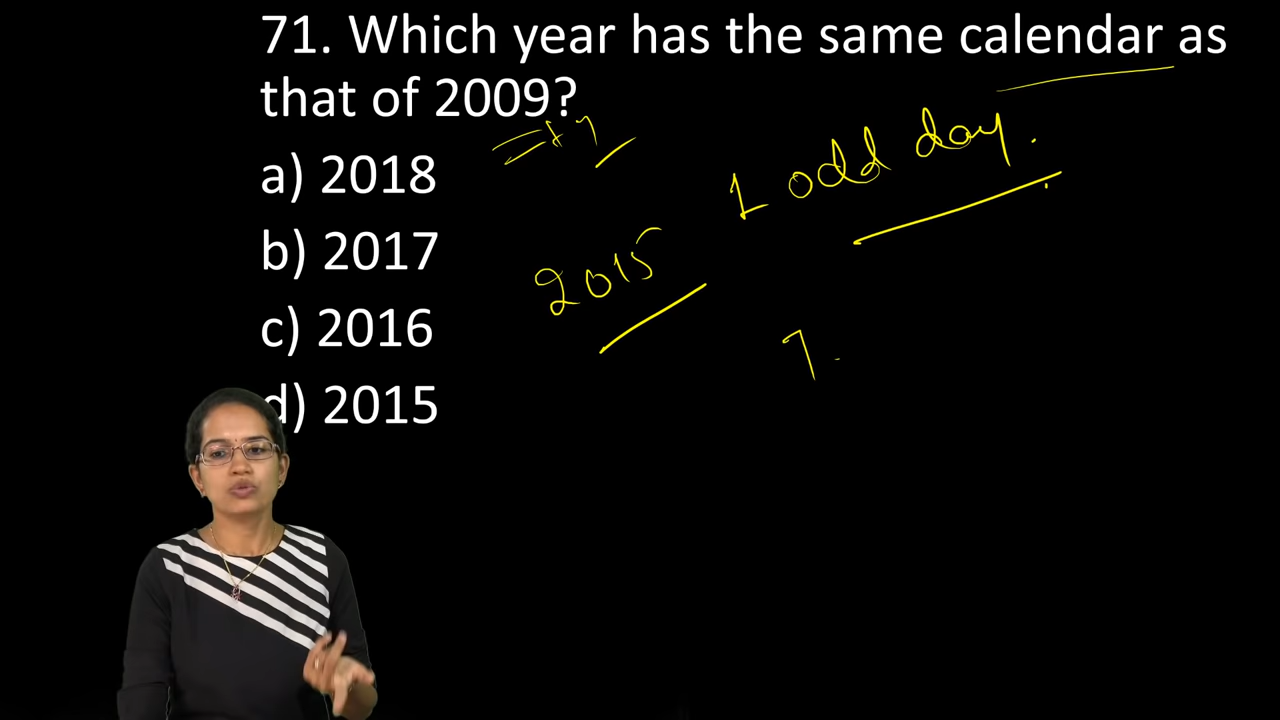 71. Which year has the same calendar as
that of 2009?
a) 2018
b) 2017
c) 2016
d) 2015
1 odd day.
2015
7